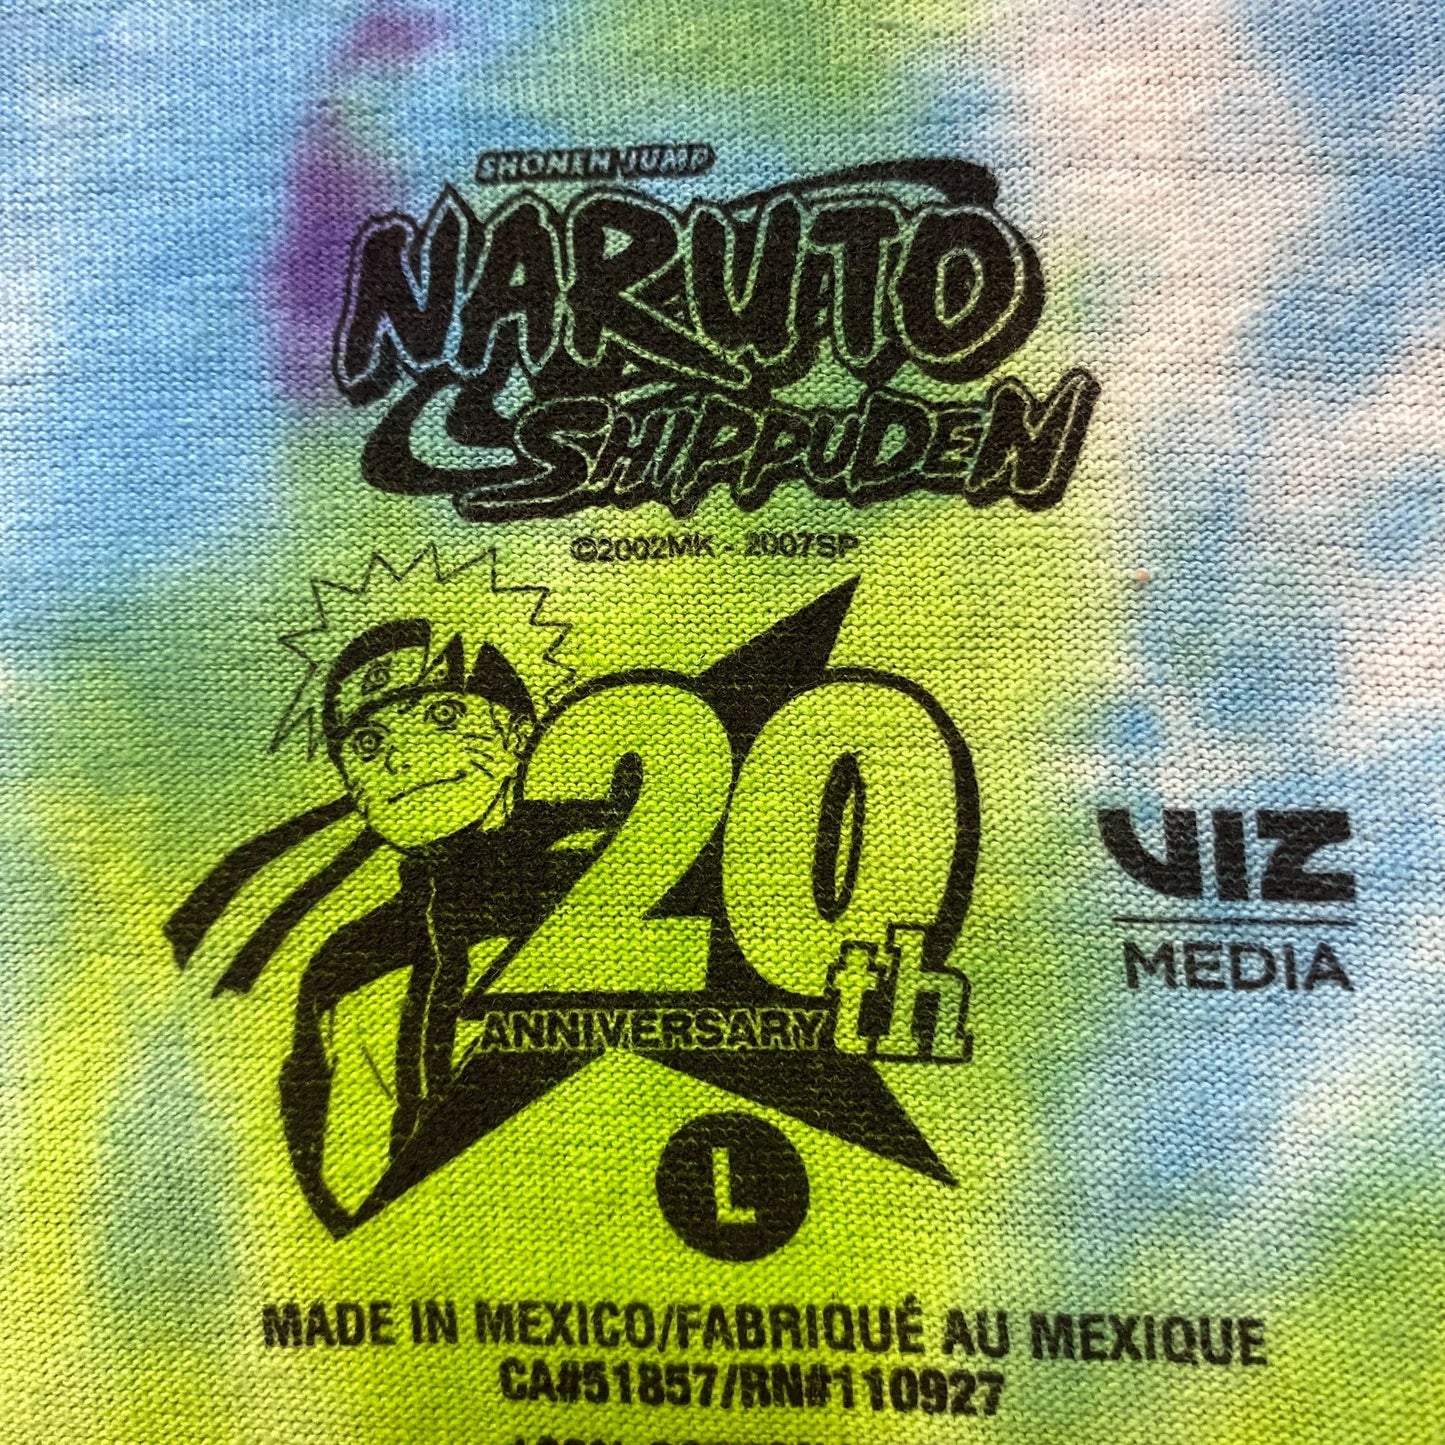 SHONEN JUMP
NARUTO
SHIPPUDEN
©2002MK - 2007SP
20th
ANNIVERSARY
VIZ
MEDIA
L
MADE IN MEXICO/FABRIQUÉ AU MEXIQUE
CA#51857/RN#110927